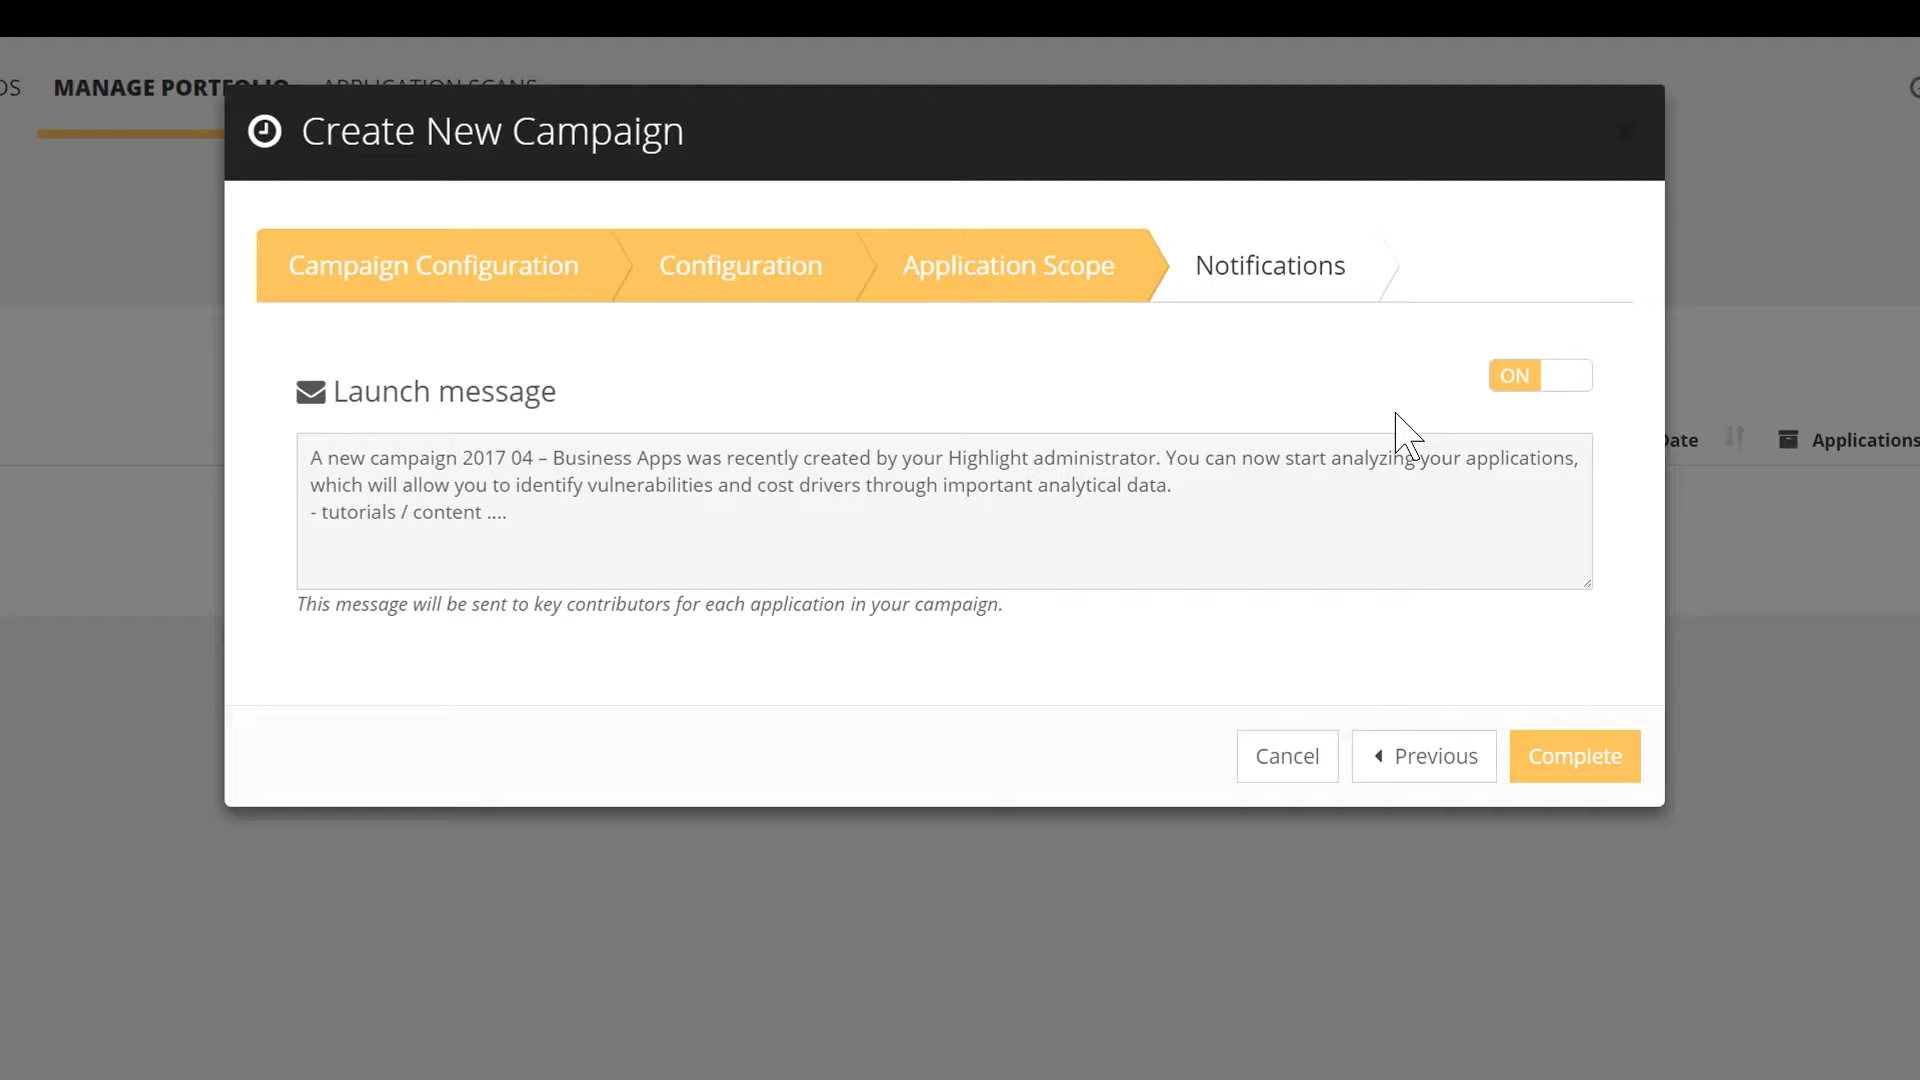 DS MANAGE PORTFOLIO APPLICATION SCANS
Create New Campaign
Campaign Configuration Configuration Application Scope Notifications
ON
Launch message
Date Applications
A new campaign 2017 04 – Business Apps was recently created by your Highlight administrator. You can now start analyzing your applications,
which will allow you to identify vulnerabilities and cost drivers through important analytical data.
- tutorials / content ....
This message will be sent to key contributors for each application in your campaign.
Cancel Previous Complete